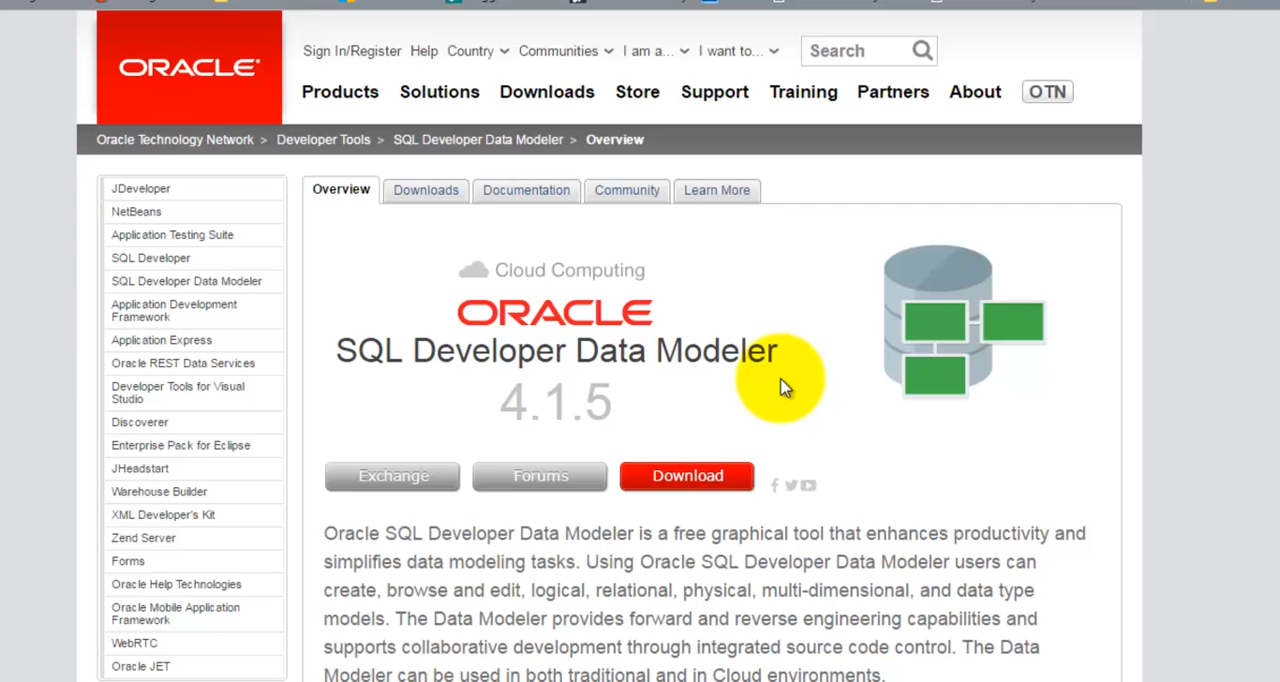 ORACLE
Sign In/Register Help Country Communities I am a... I want to... Search
Products Solutions Downloads Store Support Training Partners About OTN
Oracle Technology Network > Developer Tools > SQL Developer Data Modeler > Overview
JDeveloper
NetBeans
Application Testing Suite
SQL Developer
SQL Developer Data Modeler
Application Development
Framework
Application Express
Oracle REST Data Services
Developer Tools for Visual
Studio
Discoverer
Enterprise Pack for Eclipse
JHeadstart
Warehouse Builder
XML Developer's Kit
Zend Server
Forms
Oracle Help Technologies
Oracle Mobile Application
Framework
WebRTC
Oracle JET
Overview Downloads Documentation Community Learn More
Cloud Computing
ORACLE
SQL Developer Data Modeler
4.1.5
Exchange Forums Download
Oracle SQL Developer Data Modeler is a free graphical tool that enhances productivity and
simplifies data modeling tasks. Using Oracle SQL Developer Data Modeler users can
create, browse and edit, logical, relational, physical, multi-dimensional, and data type
models. The Data Modeler provides forward and reverse engineering capabilities and
supports collaborative development through integrated source code control. The Data
Modeler can be used in both traditional and in Cloud environments.